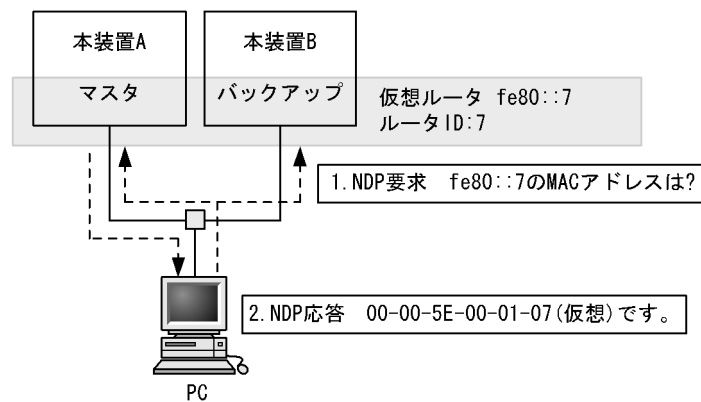 本装置A
本装置B
マスタ
バックアップ
仮想ルータ fe80::7
ルータID:7
1.NDP要求 fe80::7のMACアドレスは?
2.NDP応答 00-00-5E-00-01-07(仮想)です。
PC